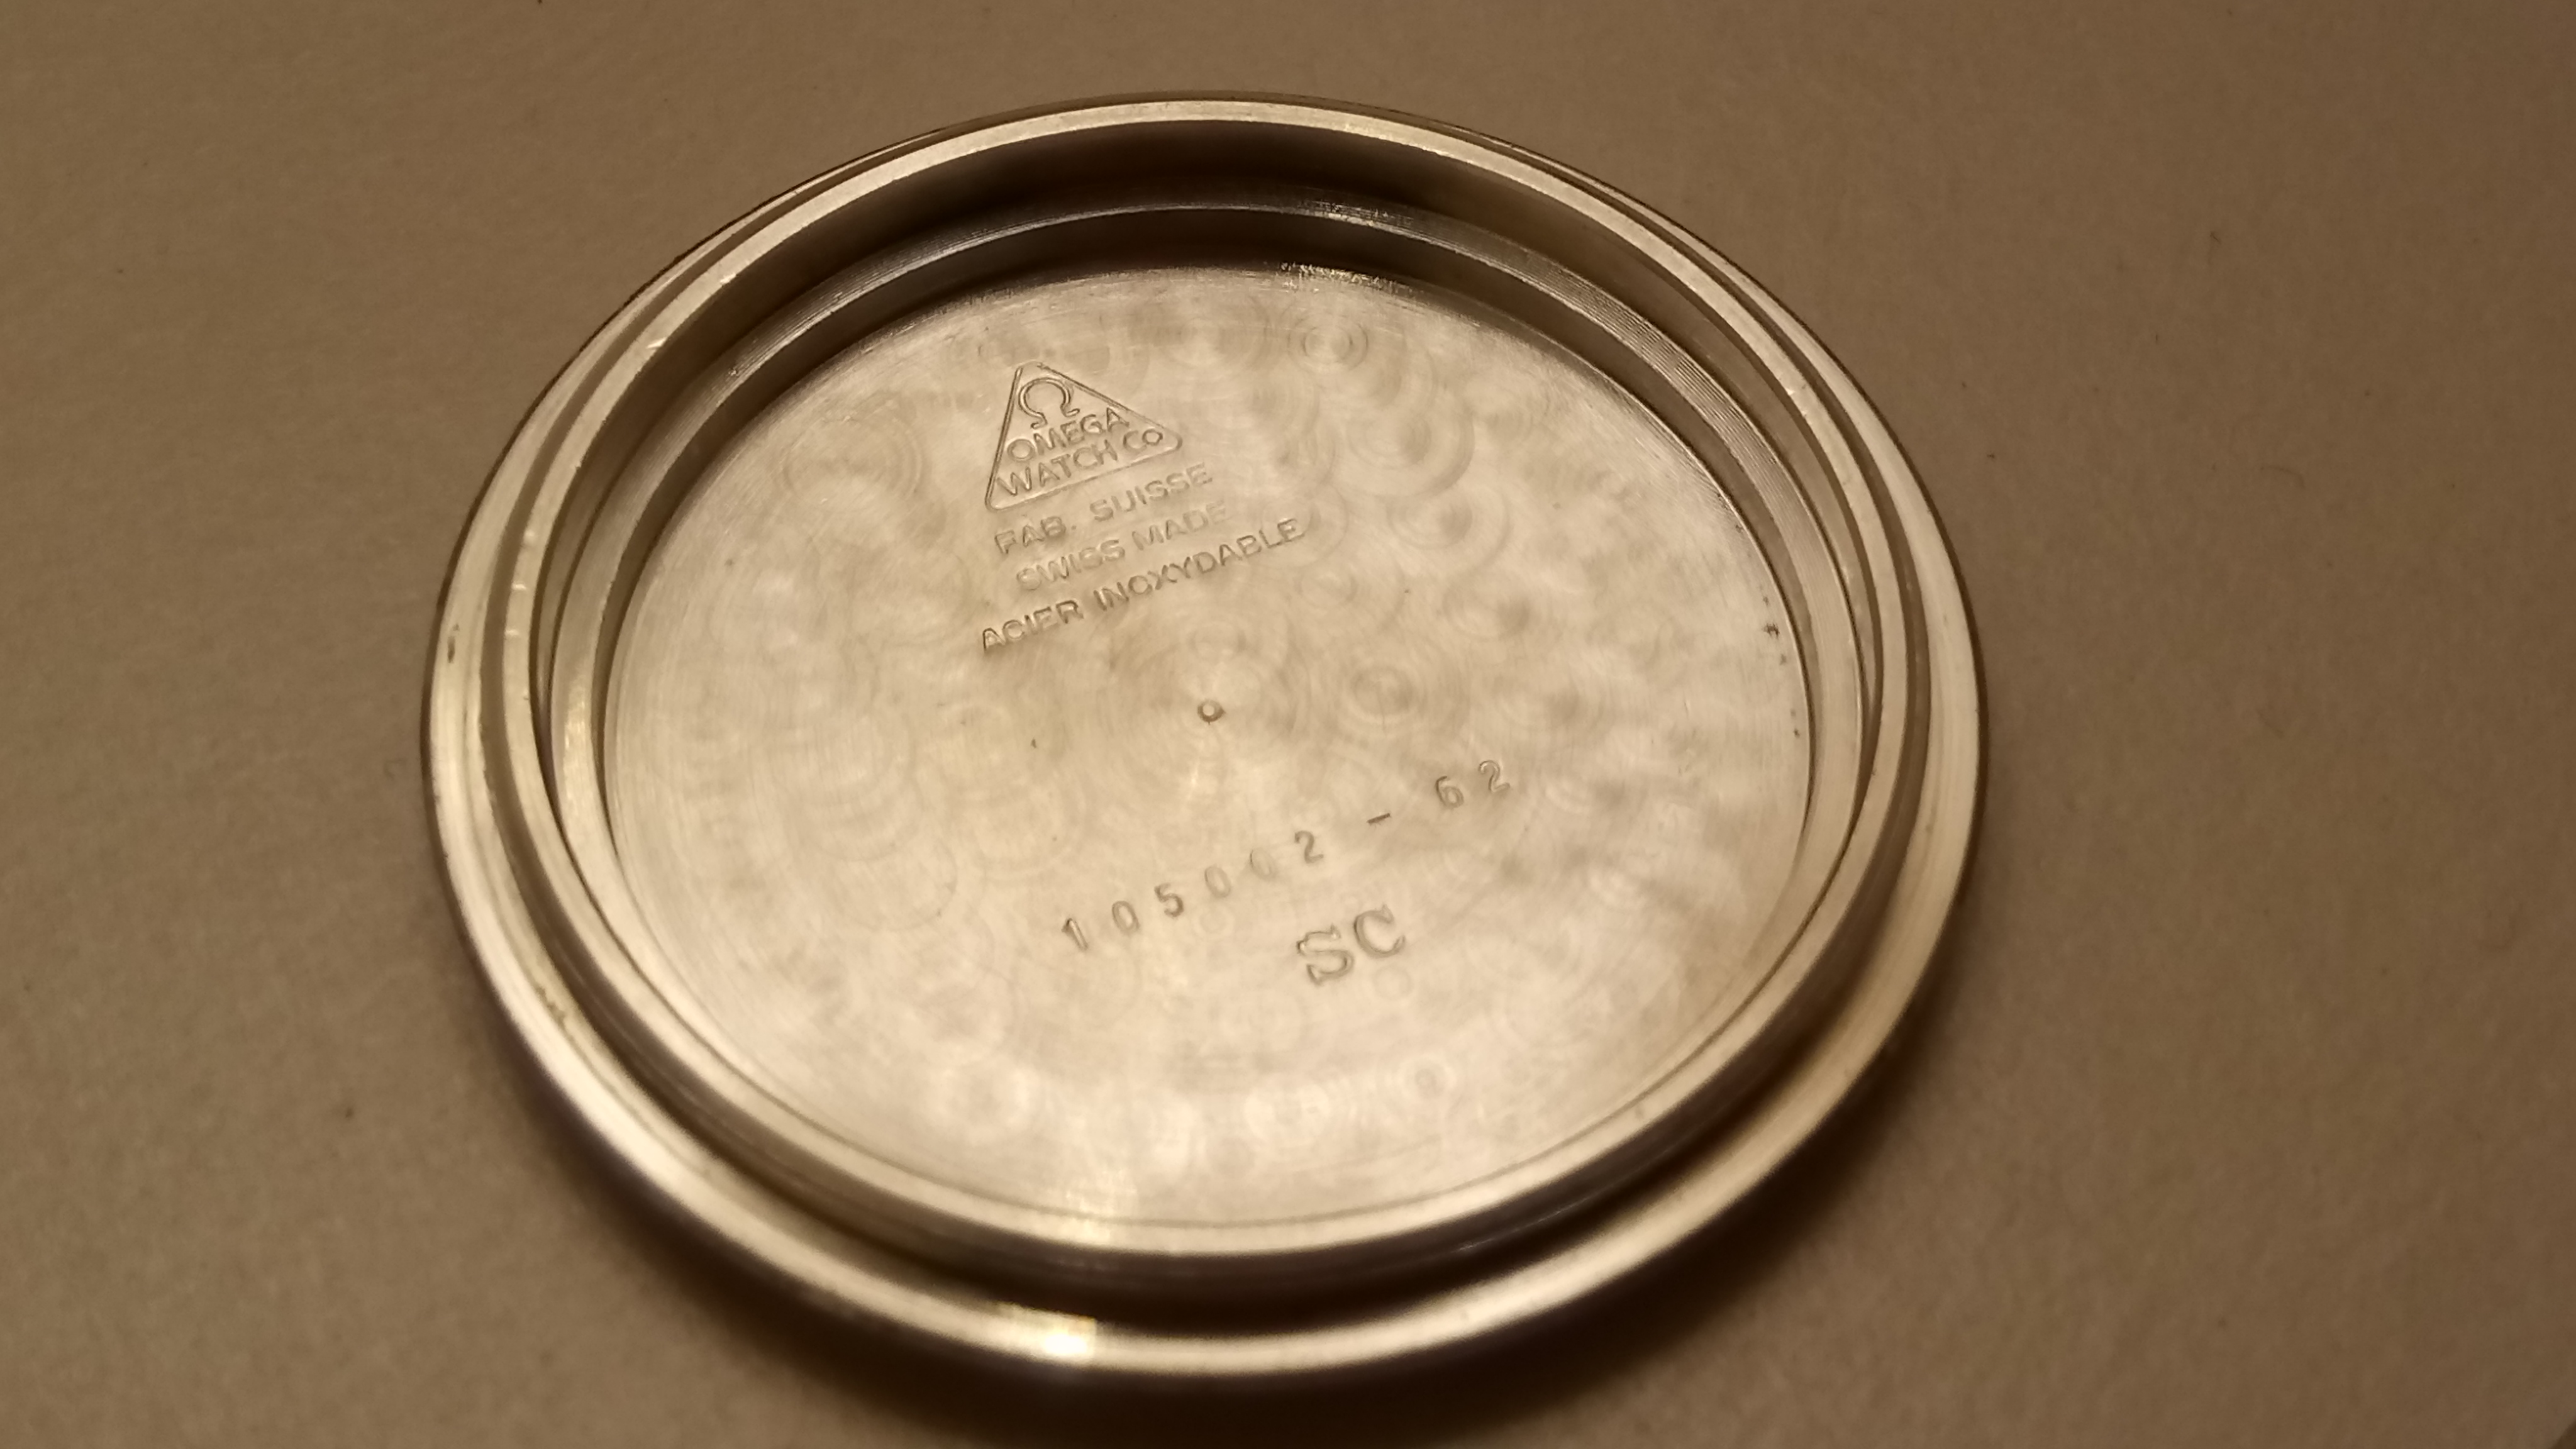 Ω
OMEGA
WATCH Co
FAB. SUISSE
SWISS MADE
ACIER INOXYDABLE
105002 - 62
SC